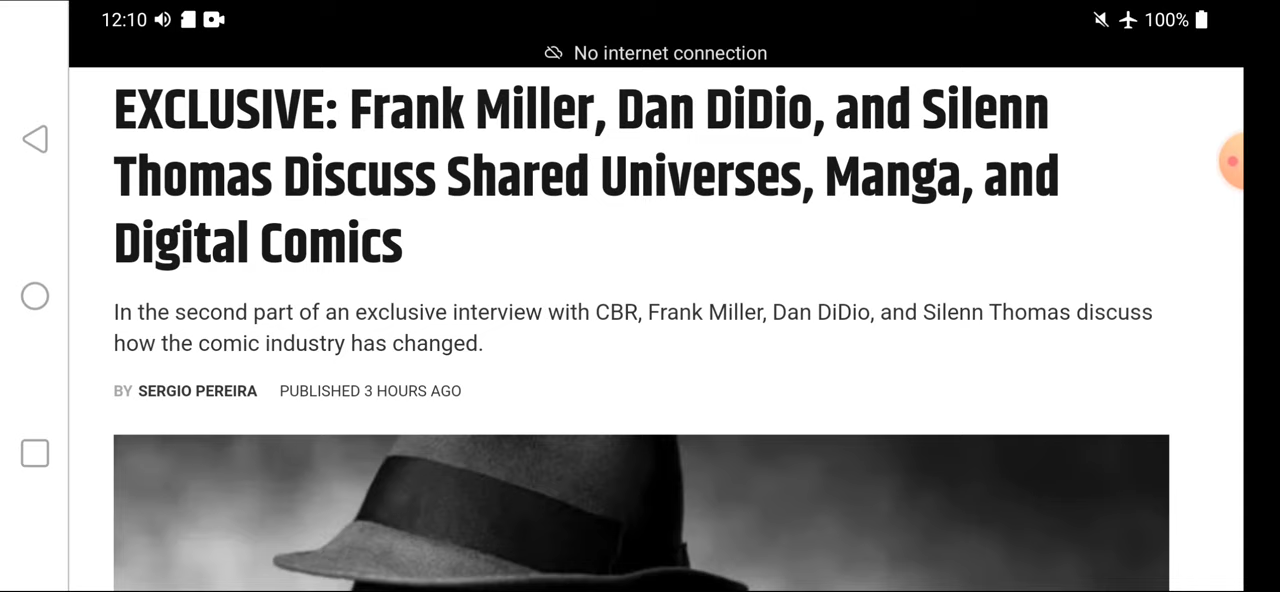 12:10 100%
No internet connection
EXCLUSIVE: Frank Miller, Dan DiDio, and Silenn
Thomas Discuss Shared Universes, Manga, and
Digital Comics
In the second part of an exclusive interview with CBR, Frank Miller, Dan DiDio, and Silenn Thomas discuss
how the comic industry has changed.
BY SERGIO PEREIRA PUBLISHED 3 HOURS AGO